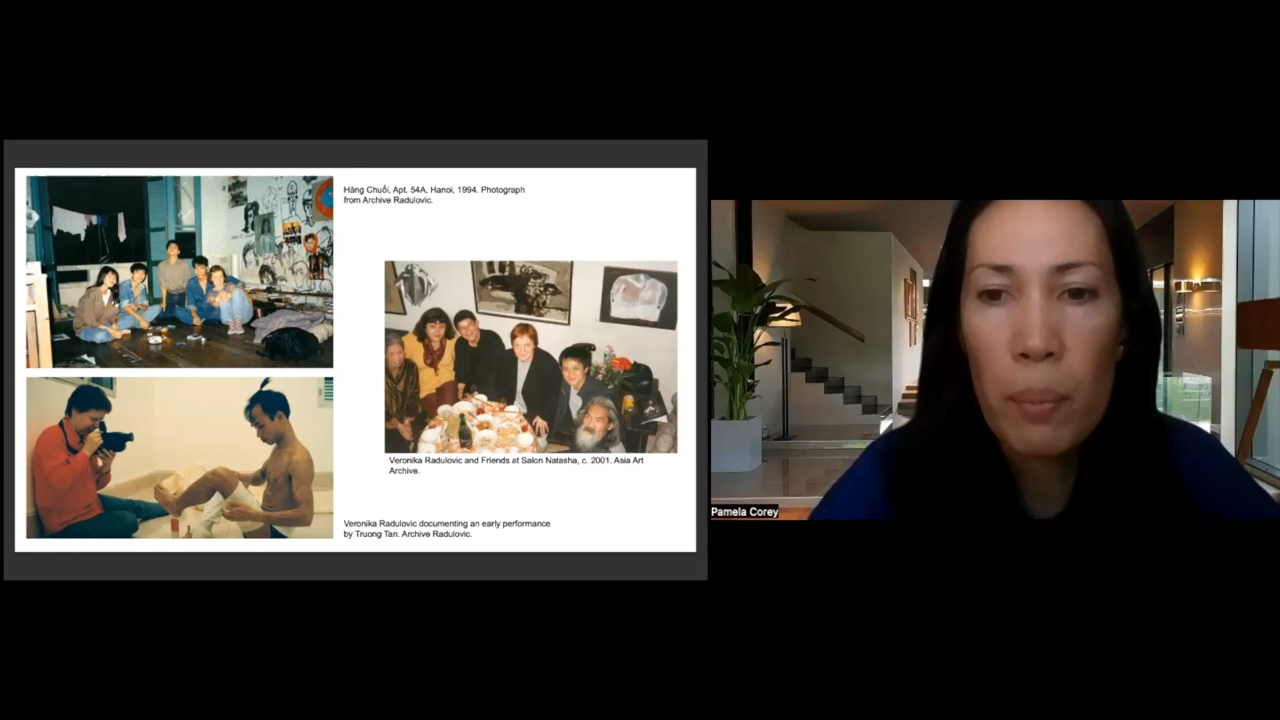 Hàng Chuối, Apt. 54A, Hanoi, 1994. Photograph
from Archive Radulovic.
Veronika Radulovic and Friends at Salon Natasha, c. 2001. Asia Art
Archive.
Veronika Radulovic documenting an early performance
by Truong Tan. Archive Radulovic.
Pamela Corey